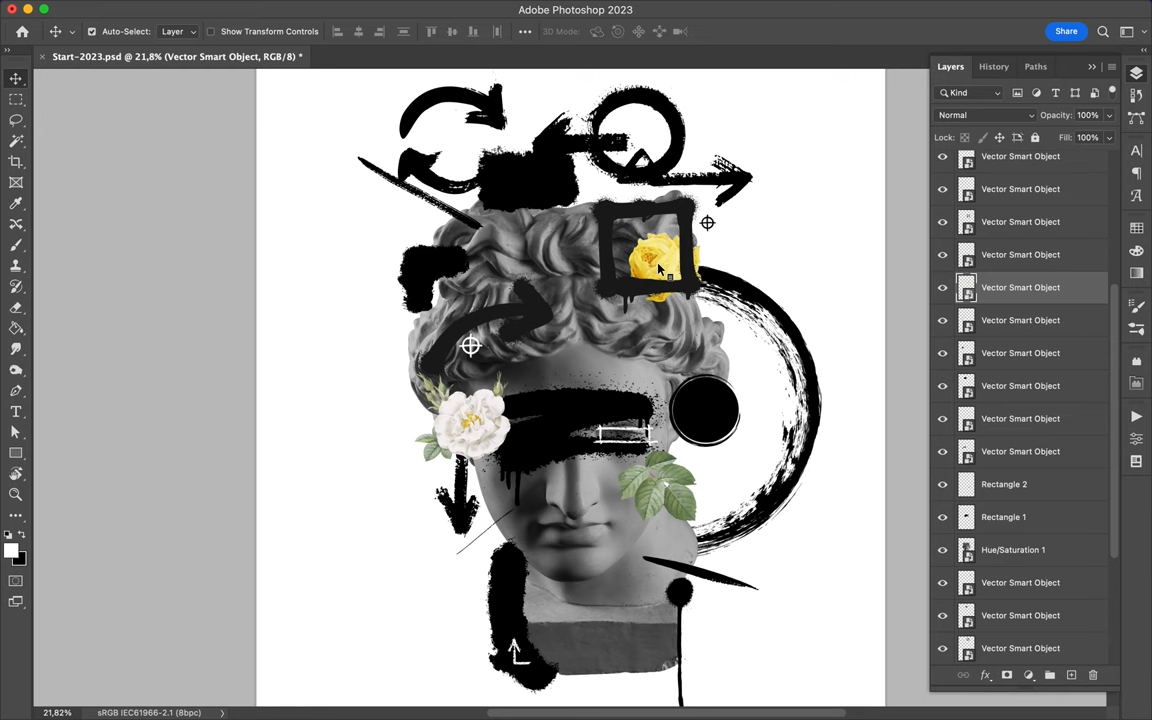 Adobe Photoshop 2023
Auto-Select: Layer Show Transform Controls 3D Mode: Share
Start-2023.psd @ 21,8% (Vector Smart Object, RGB/8) *
Layers History Paths
Kind
Normal Opacity: 100%
Lock: Fill: 100%
Vector Smart Object
Vector Smart Object
Vector Smart Object
Vector Smart Object
Vector Smart Object
Vector Smart Object
Vector Smart Object
Vector Smart Object
Vector Smart Object
Vector Smart Object
Rectangle 2
Rectangle 1
Hue/Saturation 1
Vector Smart Object
Vector Smart Object
Vector Smart Object
21,82% sRGB IEC61966-2.1 (8bpc)